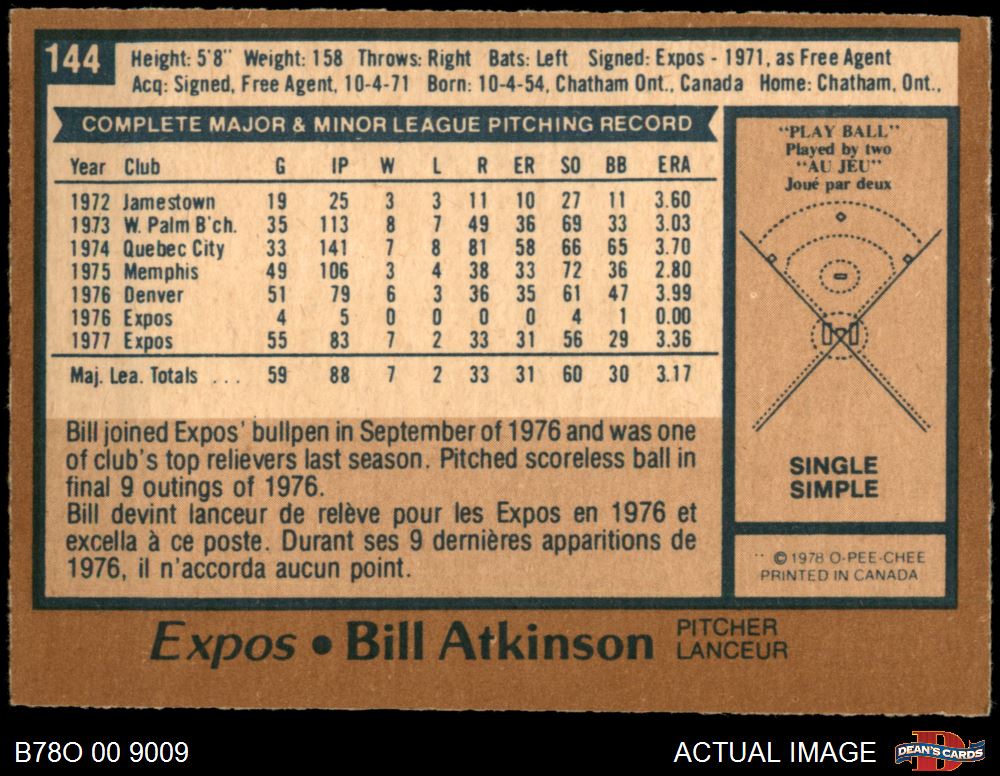 144
Height: 5'8" Weight: 158 Throws: Right Bats: Left Signed: Expos - 1971, as Free Agent
Acq: Signed, Free Agent, 10-4-71 Born: 10-4-54, Chatham Ont., Canada Home: Chatham, Ont.,
COMPLETE MAJOR & MINOR LEAGUE PITCHING RECORD
Year Club G IP W L R ER SO BB ERA
1972 Jamestown 19 25 3 3 11 10 27 11 3.60
1973 W. Palm B'ch. 35 113 8 7 49 36 69 33 3.03
1974 Quebec City 33 141 7 8 81 58 66 65 3.70
1975 Memphis 49 106 3 4 38 33 72 36 2.80
1976 Denver 51 79 6 3 36 35 61 47 3.99
1976 Expos 4 5 0 0 0 0 4 1 0.00
1977 Expos 55 83 7 2 33 31 56 29 3.36
Maj. Lea. Totals ... 59 88 7 2 33 31 60 30 3.17
Bill joined Expos' bullpen in September of 1976 and was one
of club's top relievers last season. Pitched scoreless ball in
final 9 outings of 1976.
Bill devint lanceur de relève pour les Expos en 1976 et
excella à ce poste. Durant ses 9 dernières apparitions de
1976, il n'accorda aucun point.
"PLAY BALL"
Played by two
"AU JEU"
Joué par deux
SINGLE
SIMPLE
© 1978 O-PEE-CHEE
PRINTED IN CANADA
Expos • Bill Atkinson
PITCHER
LANCEUR
B78O 00 9009
ACTUAL IMAGE
DEAN'S CARDS